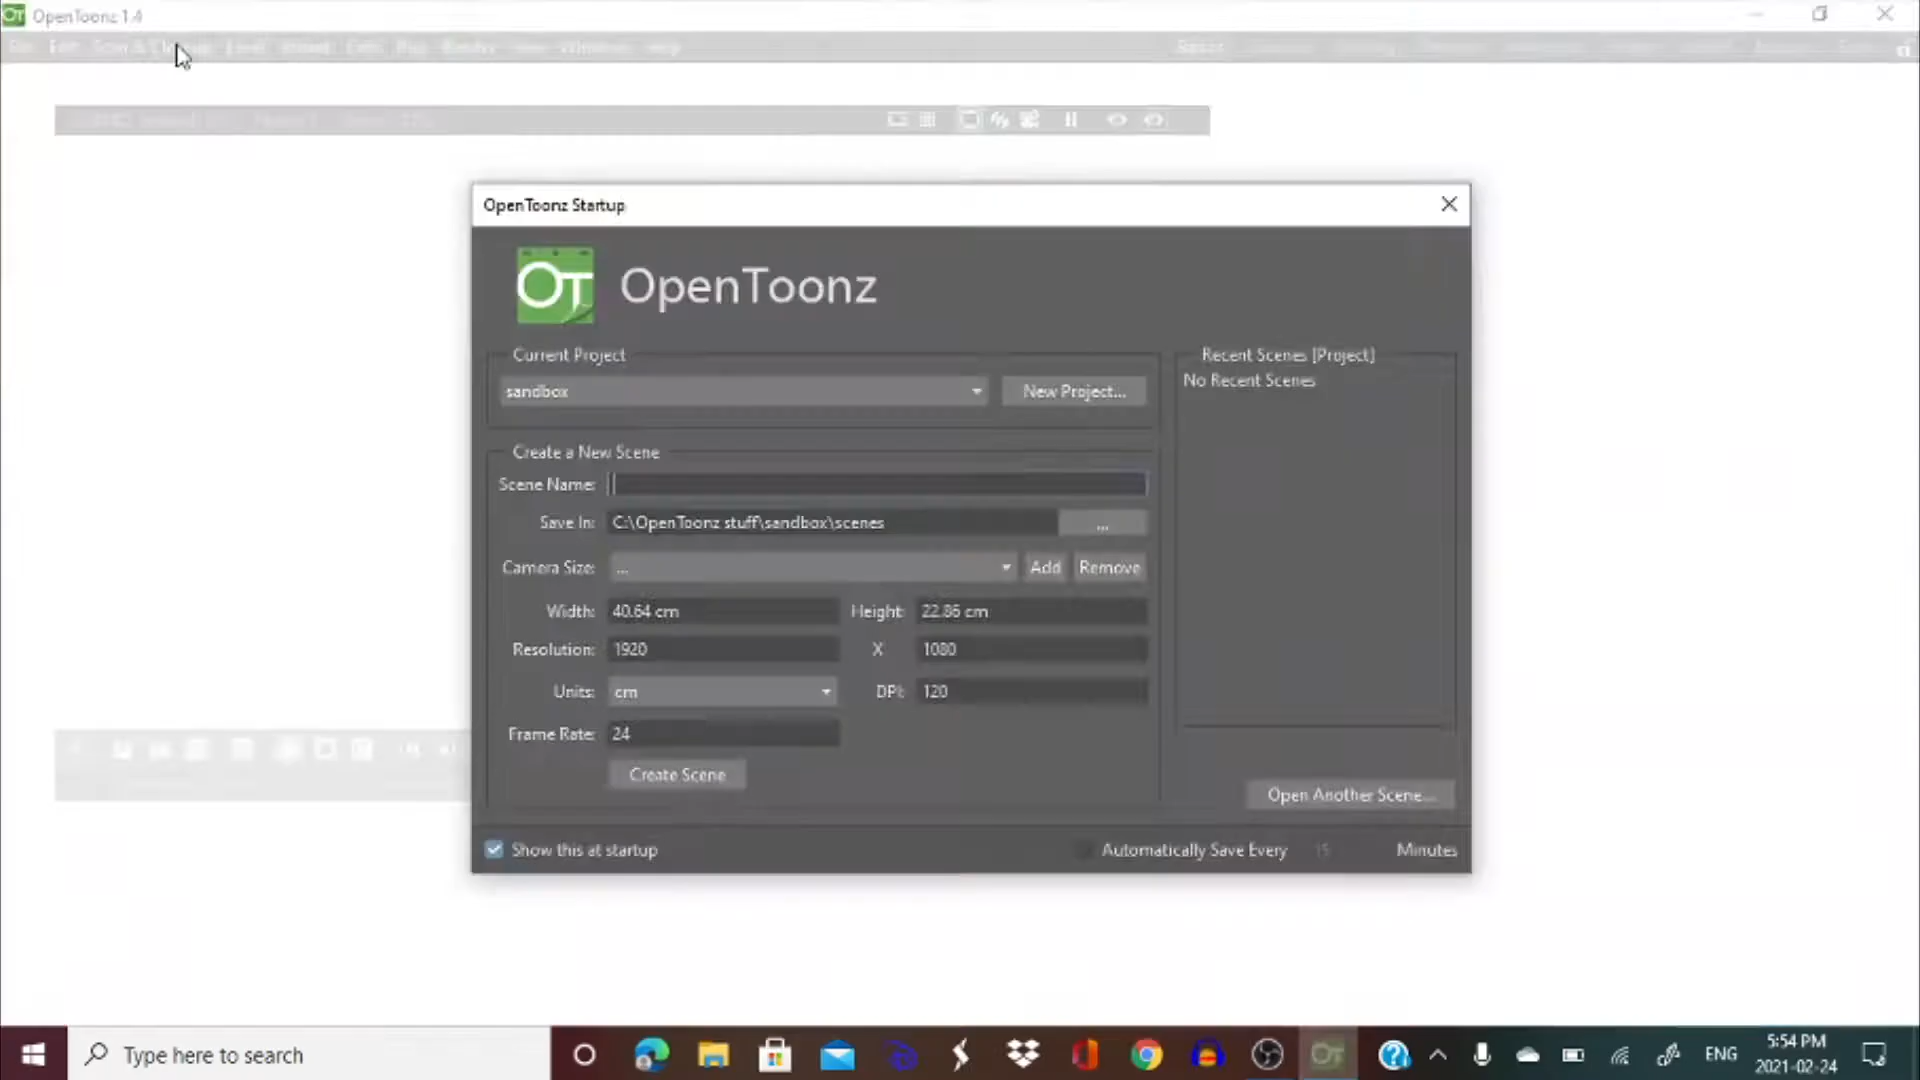 OpenToonz 1.4
Reset
OpenToonz Startup
OT OpenToonz
Current Project
sandbox
New Project...
Recent Scenes [Project]
No Recent Scenes
Create a New Scene
Scene Name:
Save In: C:\OpenToonz stuff\sandbox\scenes ...
Camera Size: ... Add Remove
Width: 40.64 cm Height: 22.86 cm
Resolution: 1920 X 1080
Units: cm DPI: 120
Frame Rate: 24
Create Scene
Open Another Scene...
Show this at startup
Automatically Save Every 15 Minutes
Type here to search
OT
ENG
5:54 PM
2021-02-24